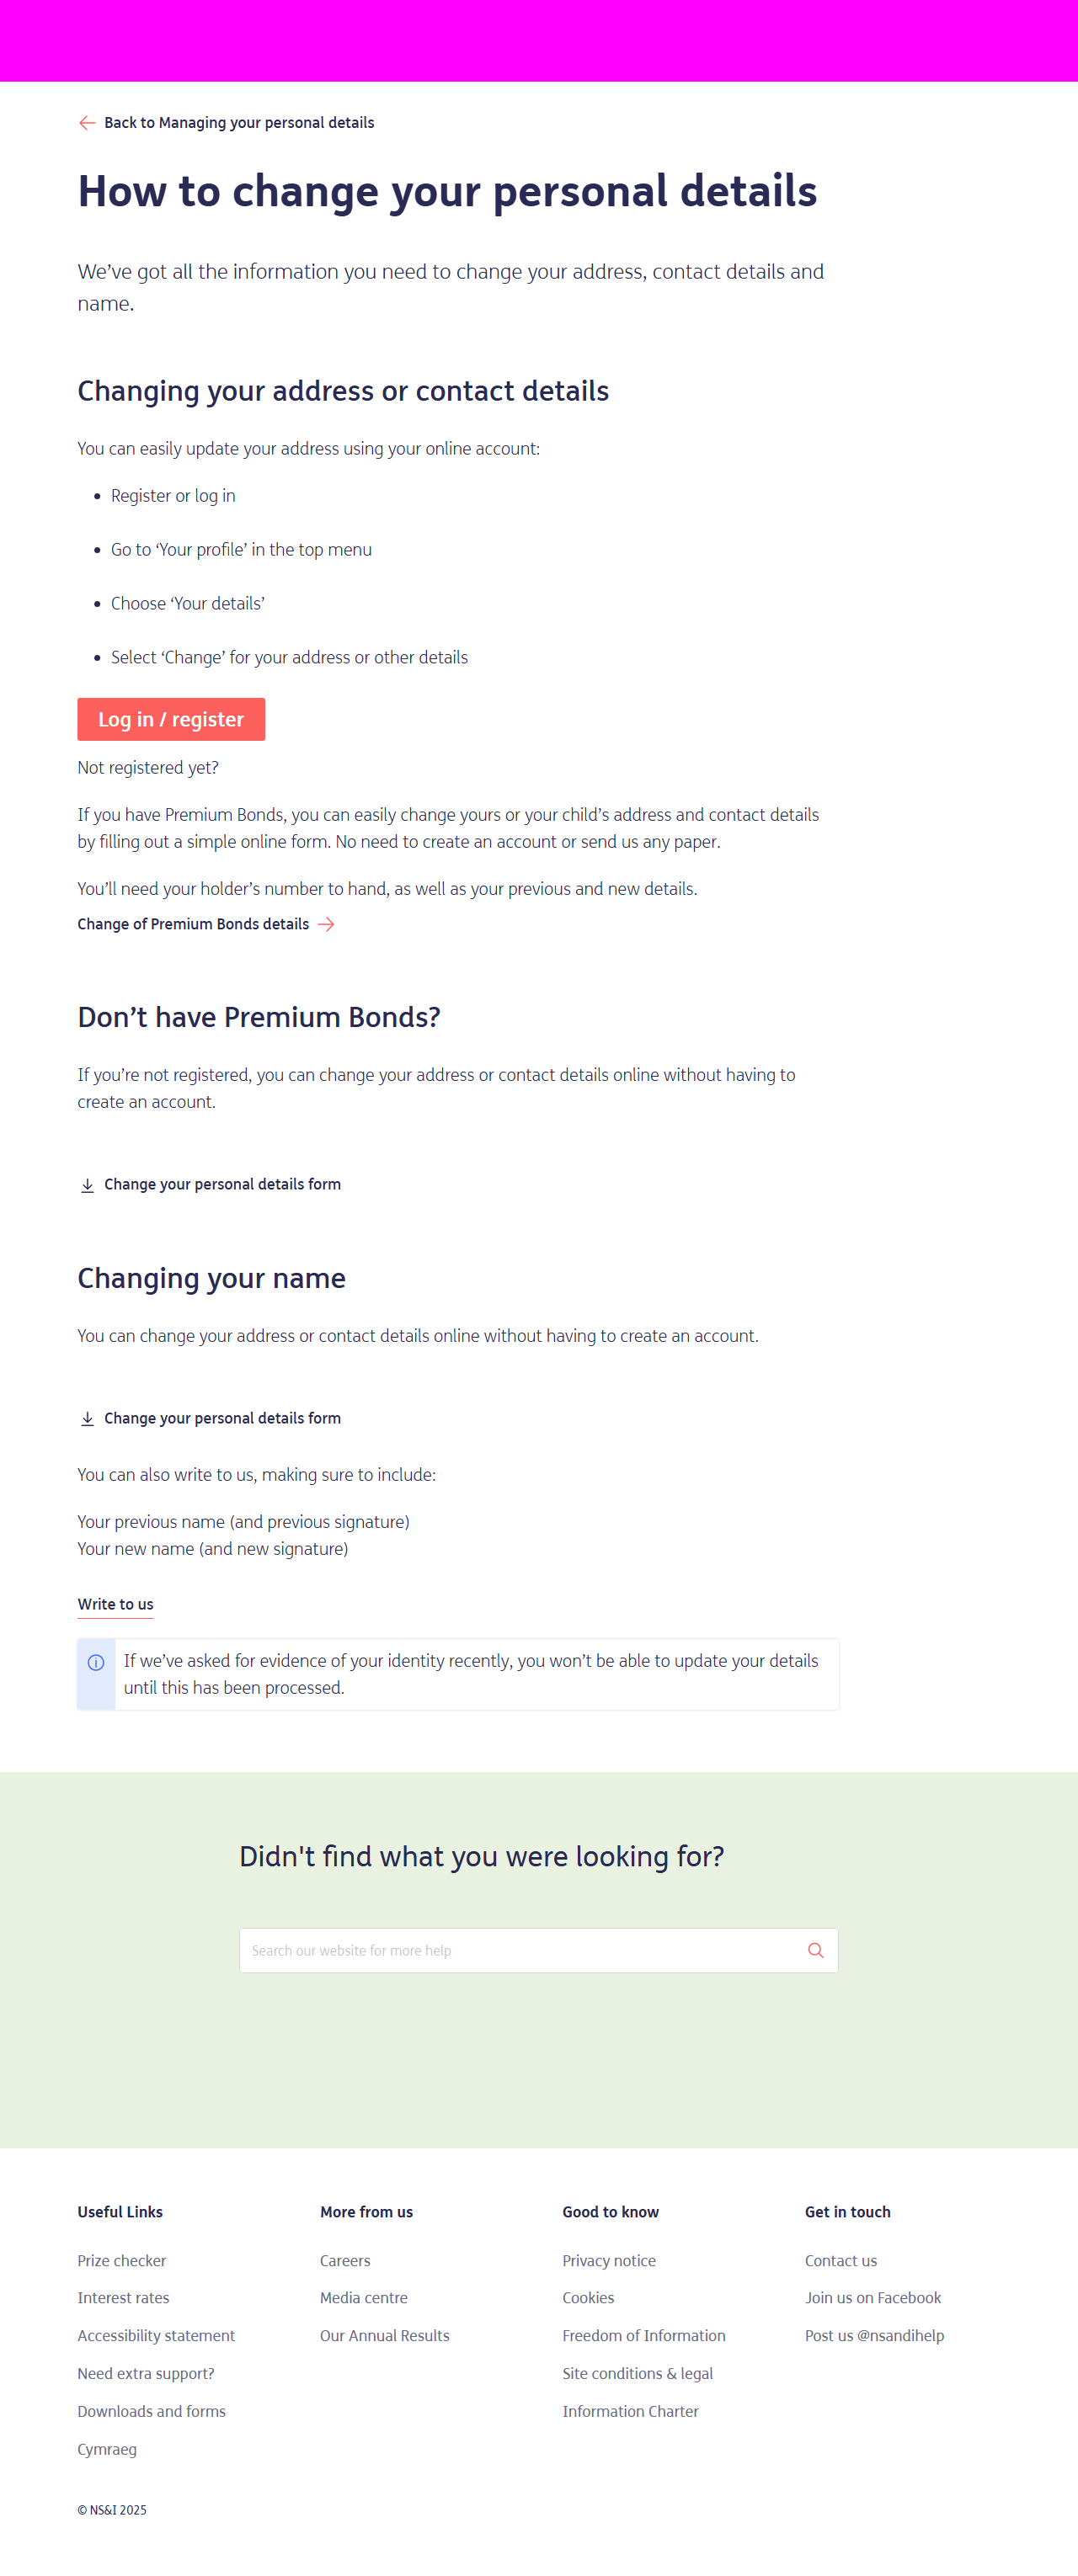 Back to Managing your personal details
How to change your personal details
We’ve got all the information you need to change your address, contact details and
name.
Changing your address or contact details
You can easily update your address using your online account:
• Register or log in
• Go to ‘Your profile’ in the top menu
• Choose ‘Your details’
• Select ‘Change’ for your address or other details
Log in / register
Not registered yet?
If you have Premium Bonds, you can easily change yours or your child’s address and contact details
by filling out a simple online form. No need to create an account or send us any paper.
You’ll need your holder’s number to hand, as well as your previous and new details.
Change of Premium Bonds details
Don’t have Premium Bonds?
If you’re not registered, you can change your address or contact details online without having to
create an account.
Change your personal details form
Changing your name
You can change your address or contact details online without having to create an account.
Change your personal details form
You can also write to us, making sure to include:
Your previous name (and previous signature)
Your new name (and new signature)
Write to us
If we’ve asked for evidence of your identity recently, you won’t be able to update your details
until this has been processed.
Didn't find what you were looking for?
Search our website for more help
Useful Links
Prize checker
Interest rates
Accessibility statement
Need extra support?
Downloads and forms
Cymraeg
More from us
Careers
Media centre
Our Annual Results
Good to know
Privacy notice
Cookies
Freedom of Information
Site conditions & legal
Information Charter
Get in touch
Contact us
Join us on Facebook
Post us @nsandihelp
© NS&I 2025